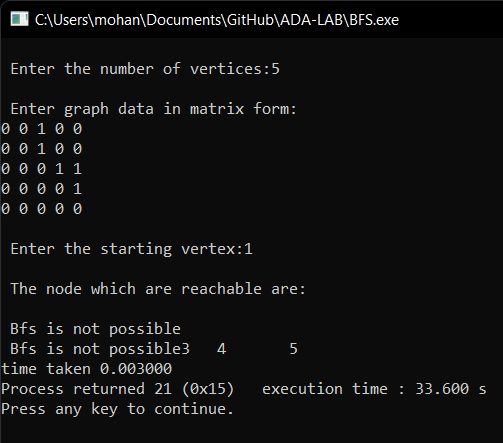 C:\Users\mohan\Documents\GitHub\ADA-LAB\BFS.exe
Enter the number of vertices:5
Enter graph data in matrix form:
0 0 1 0 0
0 0 1 0 0
0 0 0 1 1
0 0 0 0 1
0 0 0 0 0
Enter the starting vertex:1
The node which are reachable are:
Bfs is not possible
Bfs is not possible3   4       5
time taken 0.003000
Process returned 21 (0x15)   execution time : 33.600 s
Press any key to continue.